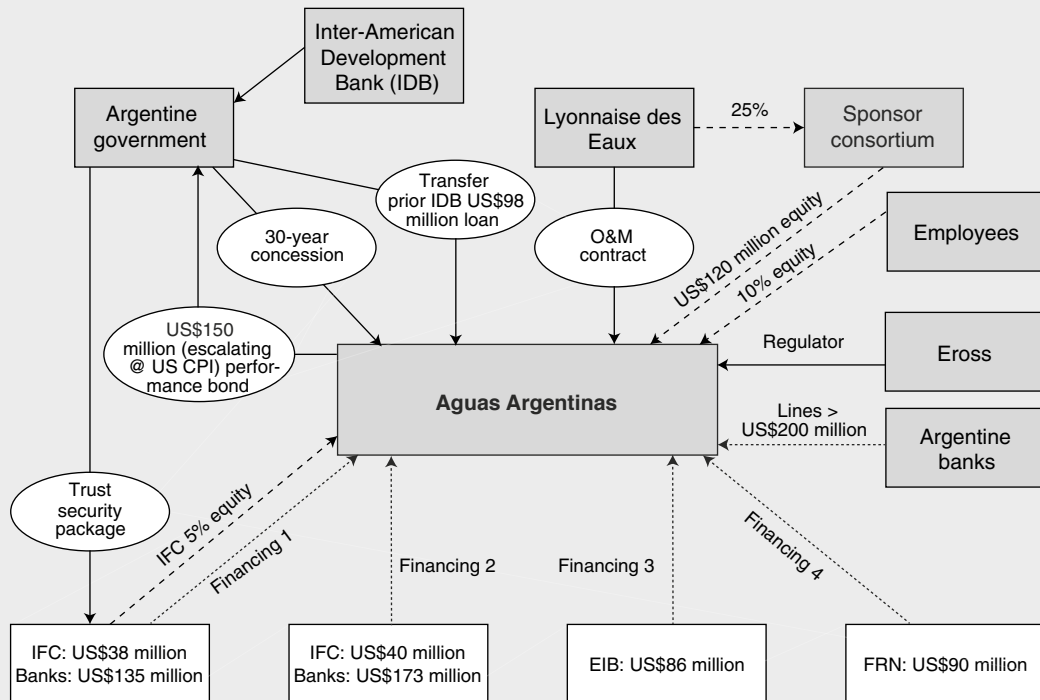 Inter-American
Development
Bank (IDB)
Argentine
government
Lyonnaise des
Eaux
25%
Sponsor
consortium
Transfer
prior IDB US$98
million loan
30-year
concession
O&M
contract
US$120 million equity
10% equity
Employees
US$150
million (escalating
@ US CPI) perfor-
mance bond
Regulator
Eross
Aguas Argentinas
Lines >
US$200 million
Argentine
banks
Trust
security
package
IFC 5% equity
Financing 1
Financing 2
Financing 3
Financing 4
IFC: US$38 million
Banks: US$135 million
IFC: US$40 million
Banks: US$173 million
EIB: US$86 million
FRN: US$90 million